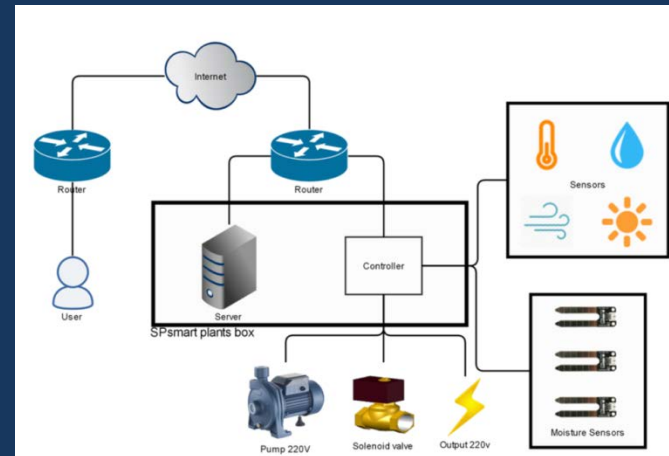 Internet
Router
Router
Sensors
Controller
User
Server
SPsmart plants box
Pump 220V
Solenoid valve
Output 220v
Moisture Sensors